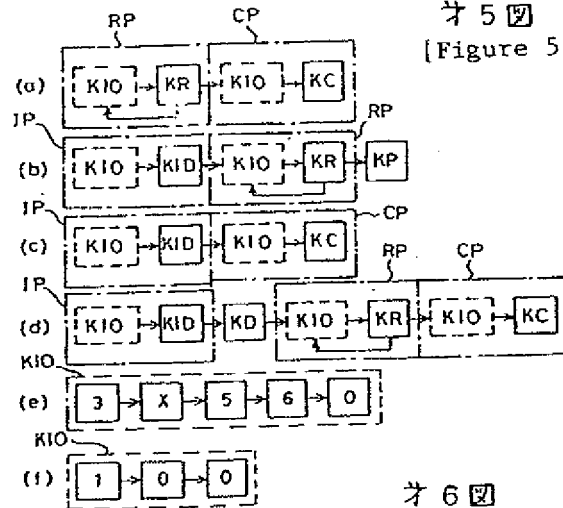 才5図
[Figure 5
RP CP
(a) KIO KR KIO KC
IP RP
(b) KIO KID KIO KR KP
IP CP
(c) KIO KID KIO KC
IP RP CP
(d) KIO KID KD KIO KR KIO KC
KIO
(e) 3 X 5 6 0
KIO
(f) 1 0 0
才6図